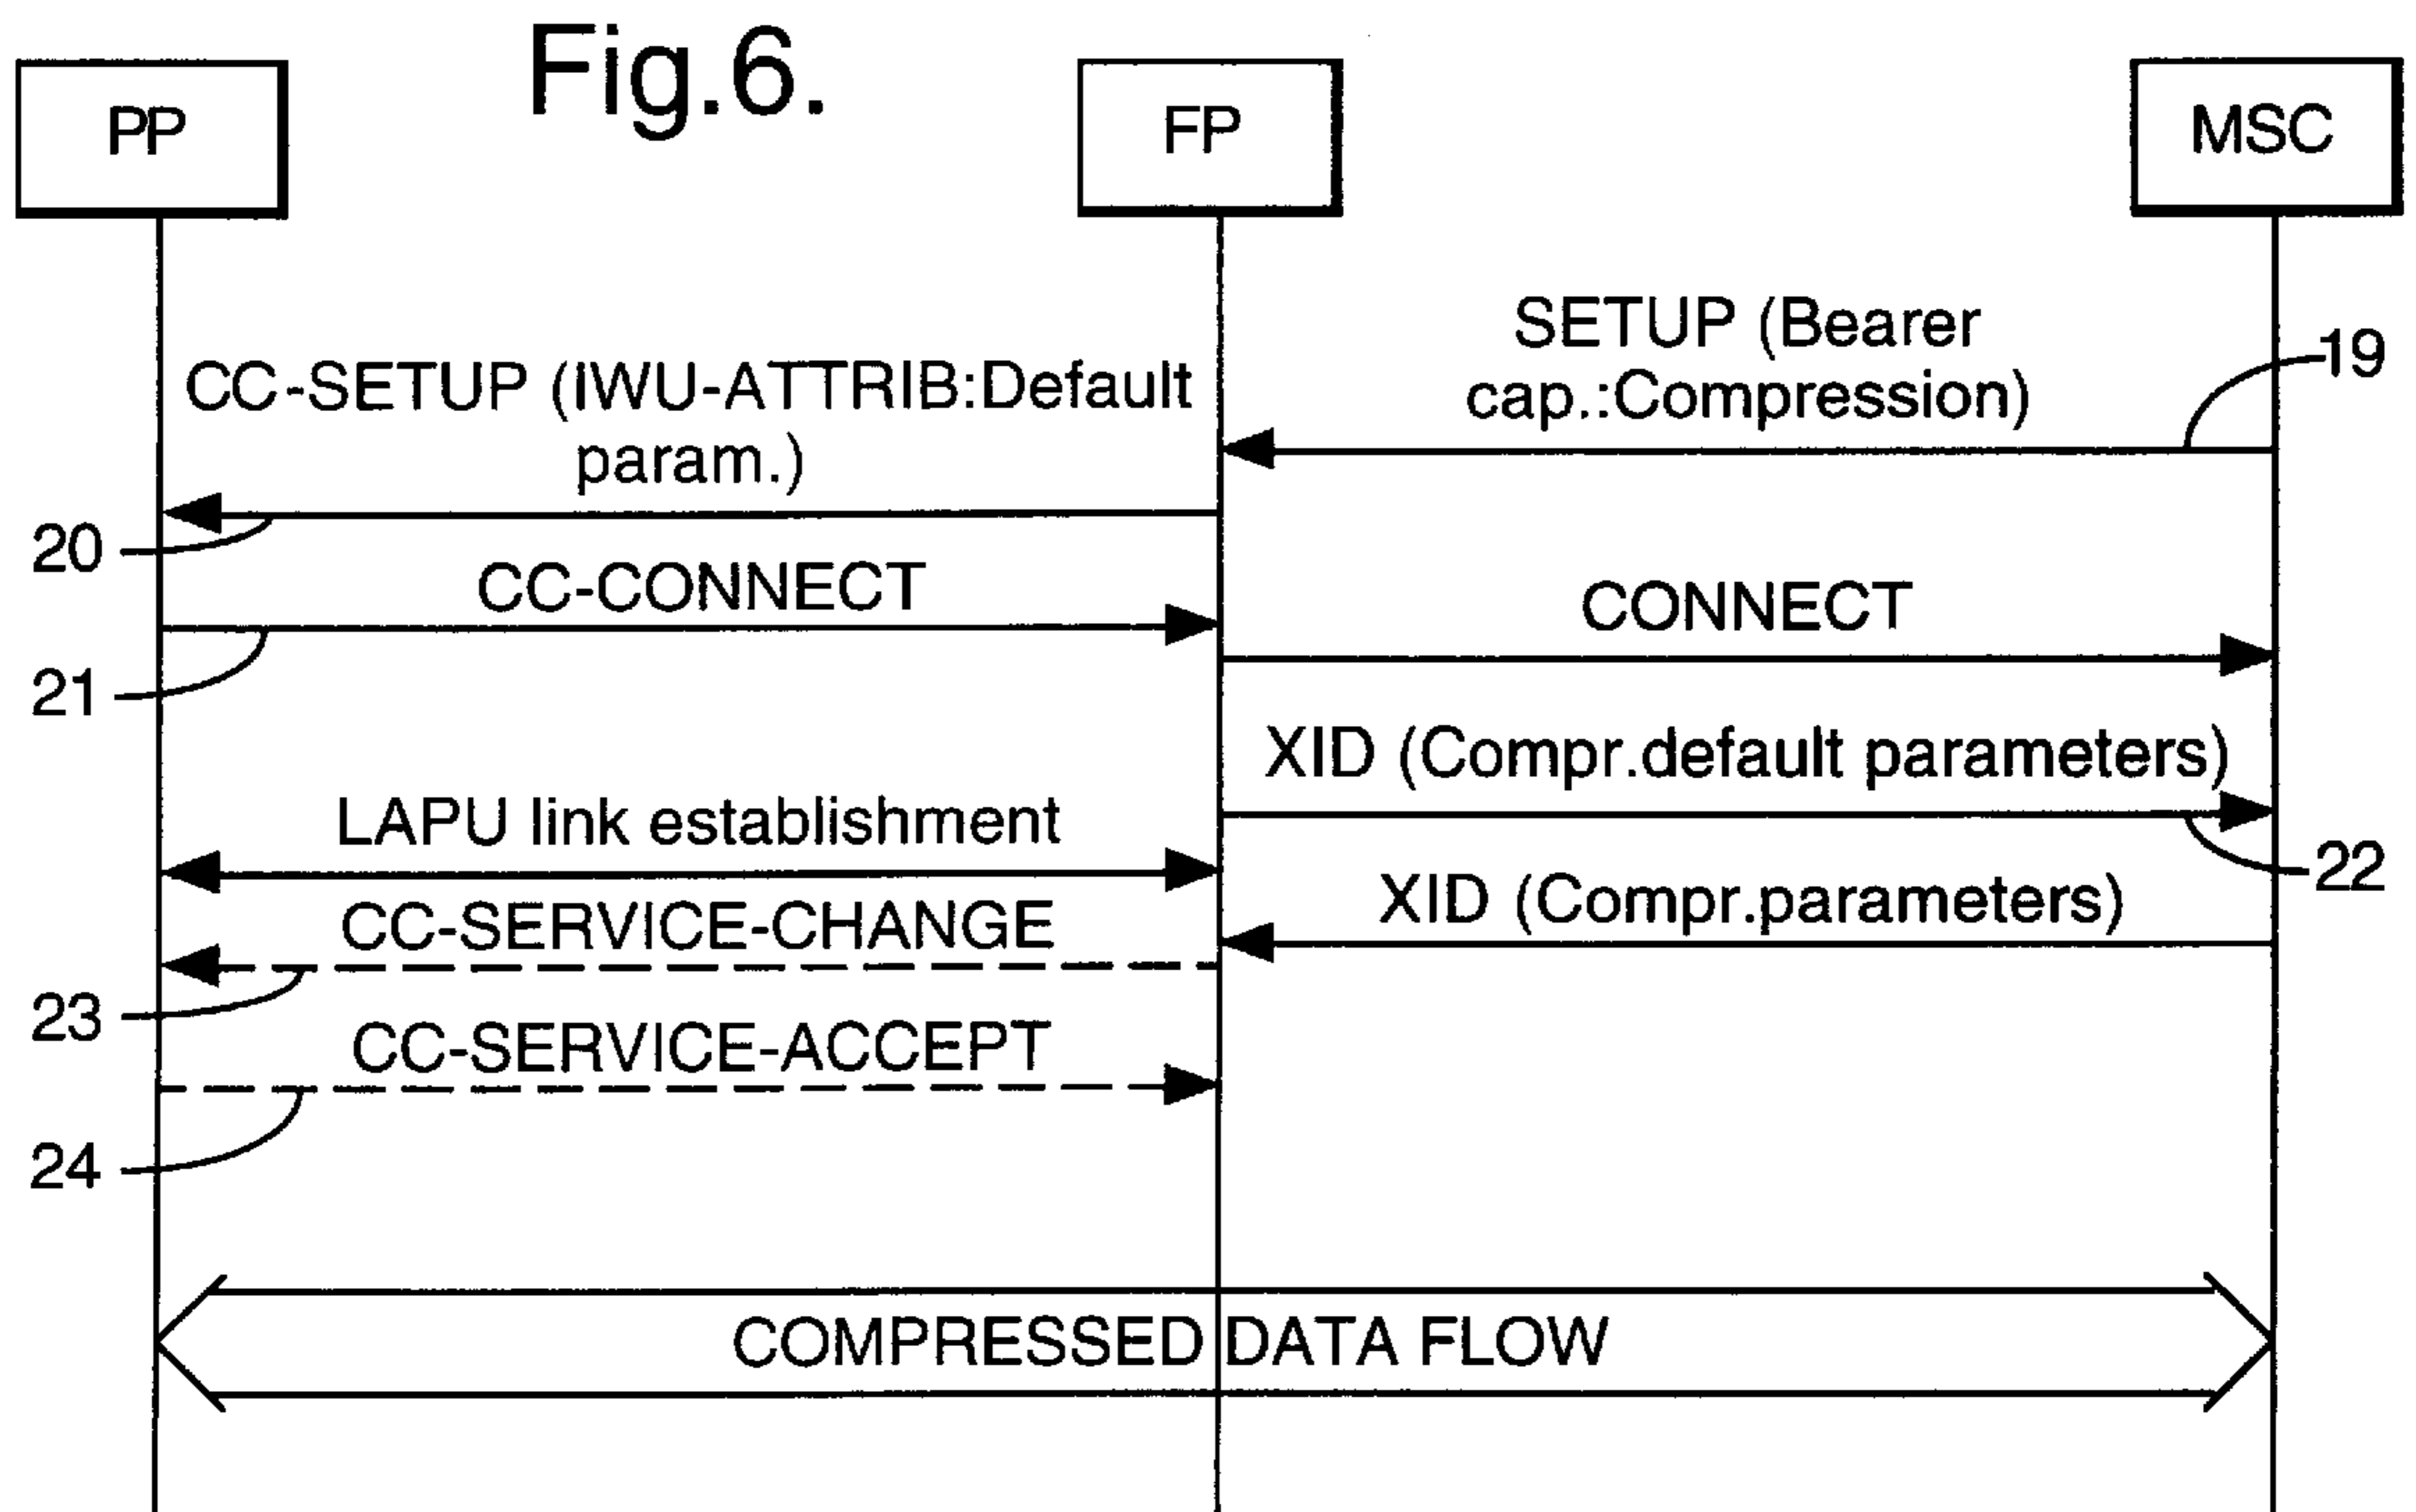 Fig.6.
PP
FP
MSC
SETUP (Bearer
cap.:Compression)
19
CC-SETUP (IWU-ATTRIB:Default
param.)
20
CC-CONNECT
CONNECT
21
XID (Compr.default parameters)
LAPU link establishment
22
XID (Compr.parameters)
CC-SERVICE-CHANGE
23
CC-SERVICE-ACCEPT
24
COMPRESSED DATA FLOW